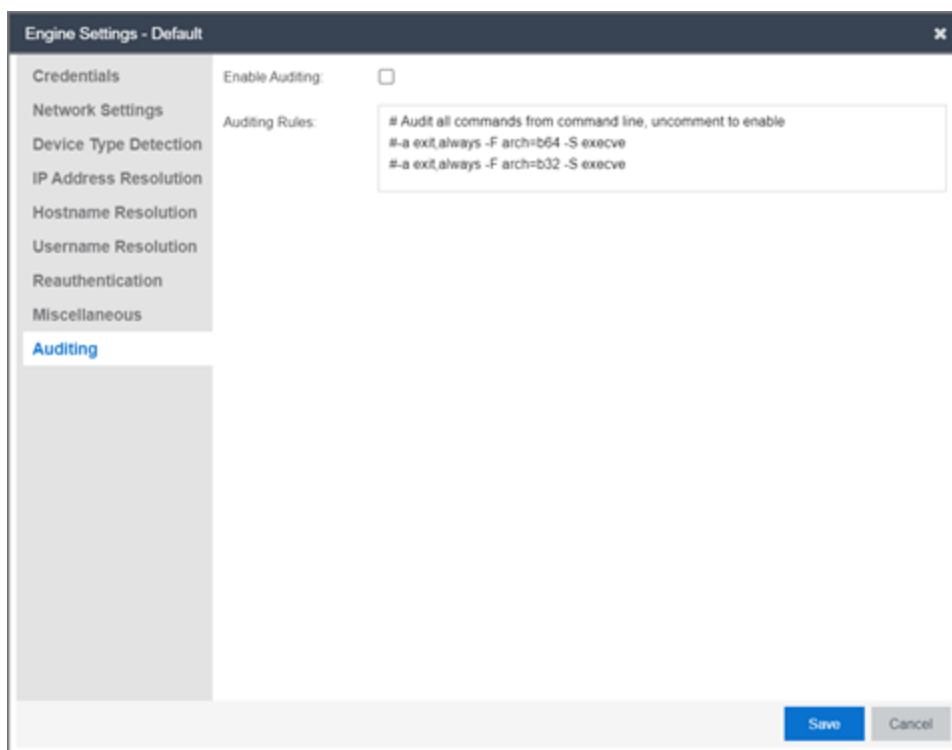 Engine Settings - Default
Credentials
Network Settings
Device Type Detection
IP Address Resolution
Hostname Resolution
Username Resolution
Reauthentication
Miscellaneous
Auditing
Enable Auditing:
Auditing Rules:
# Audit all commands from command line, uncomment to enable
#-a exit,always -F arch=b64 -S execve
#-a exit,always -F arch=b32 -S execve
Save
Cancel